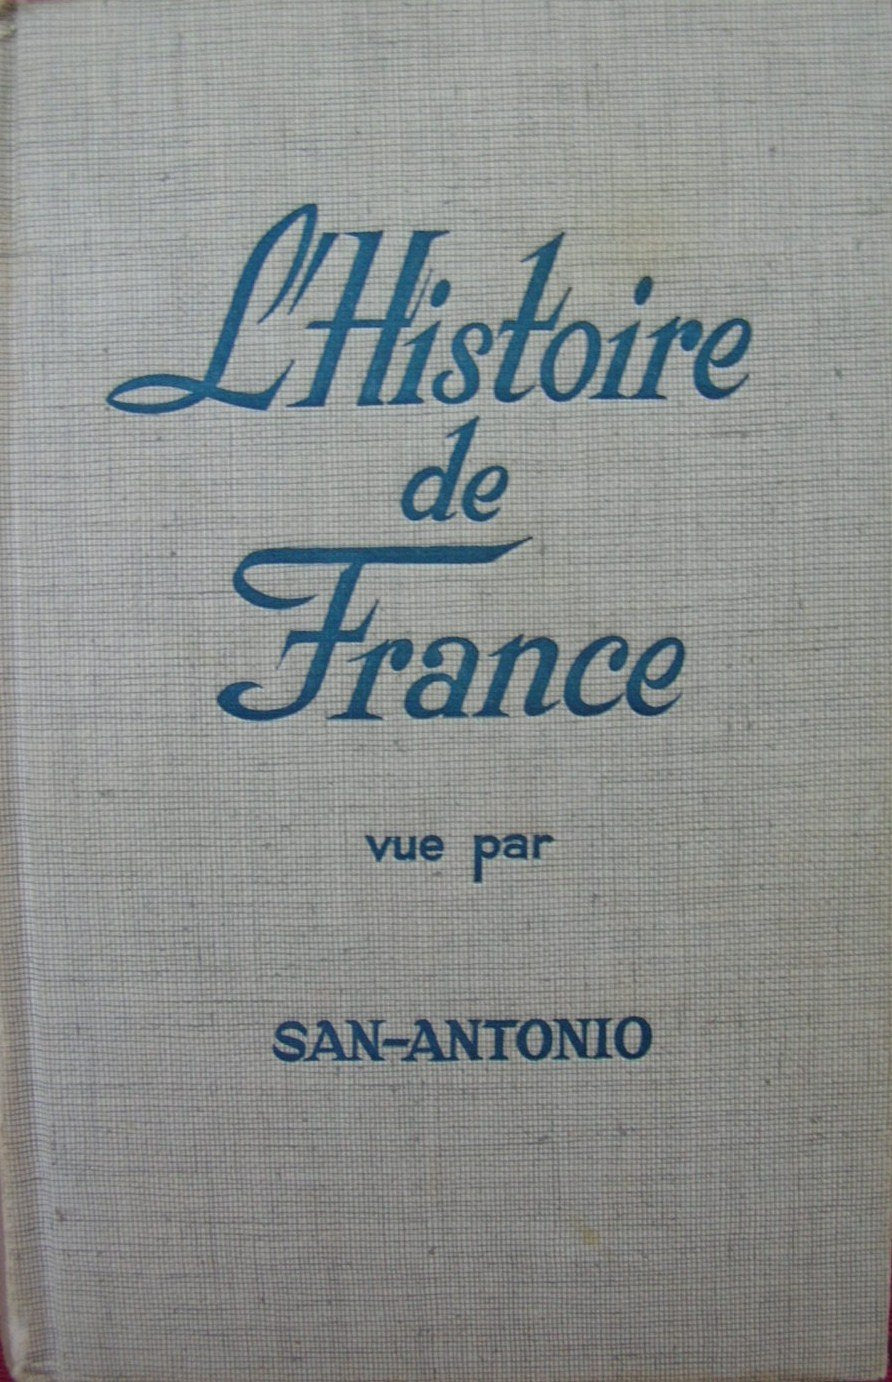 L'Histoire
de
France
vue par
SAN-ANTONIO